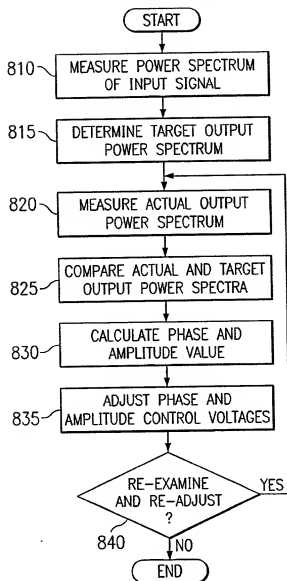 START
810
MEASURE POWER SPECTRUM
OF INPUT SIGNAL
815
DETERMINE TARGET OUTPUT
POWER SPECTRUM
820
MEASURE ACTUAL OUTPUT
POWER SPECTRUM
825
COMPARE ACTUAL AND TARGET
OUTPUT POWER SPECTRA
830
CALCULATE PHASE AND
AMPLITUDE VALUE
835
ADJUST PHASE AND
AMPLITUDE CONTROL VOLTAGES
RE-EXAMINE
AND RE-ADJUST
?
YES
840
NO
END